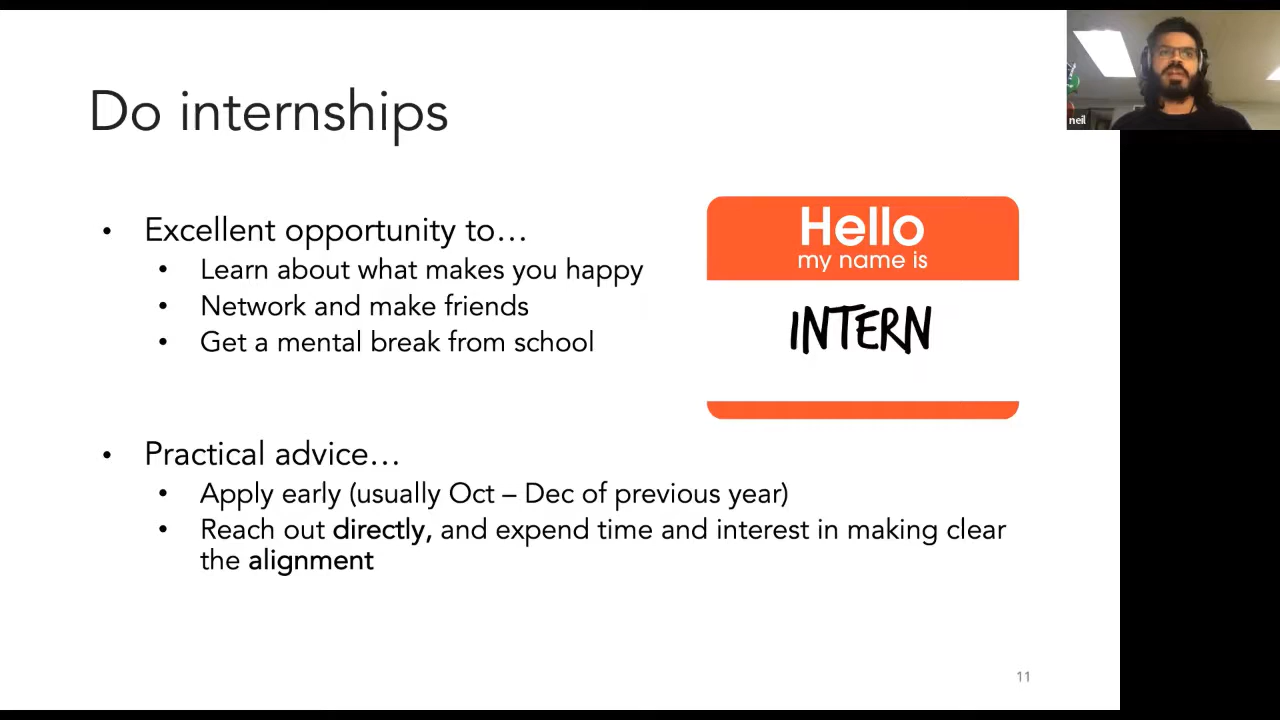 Do internships
neil
• Excellent opportunity to…
• Learn about what makes you happy
• Network and make friends
• Get a mental break from school
Hello
my name is
INTERN
• Practical advice…
• Apply early (usually Oct – Dec of previous year)
• Reach out directly, and expend time and interest in making clear
the alignment
11